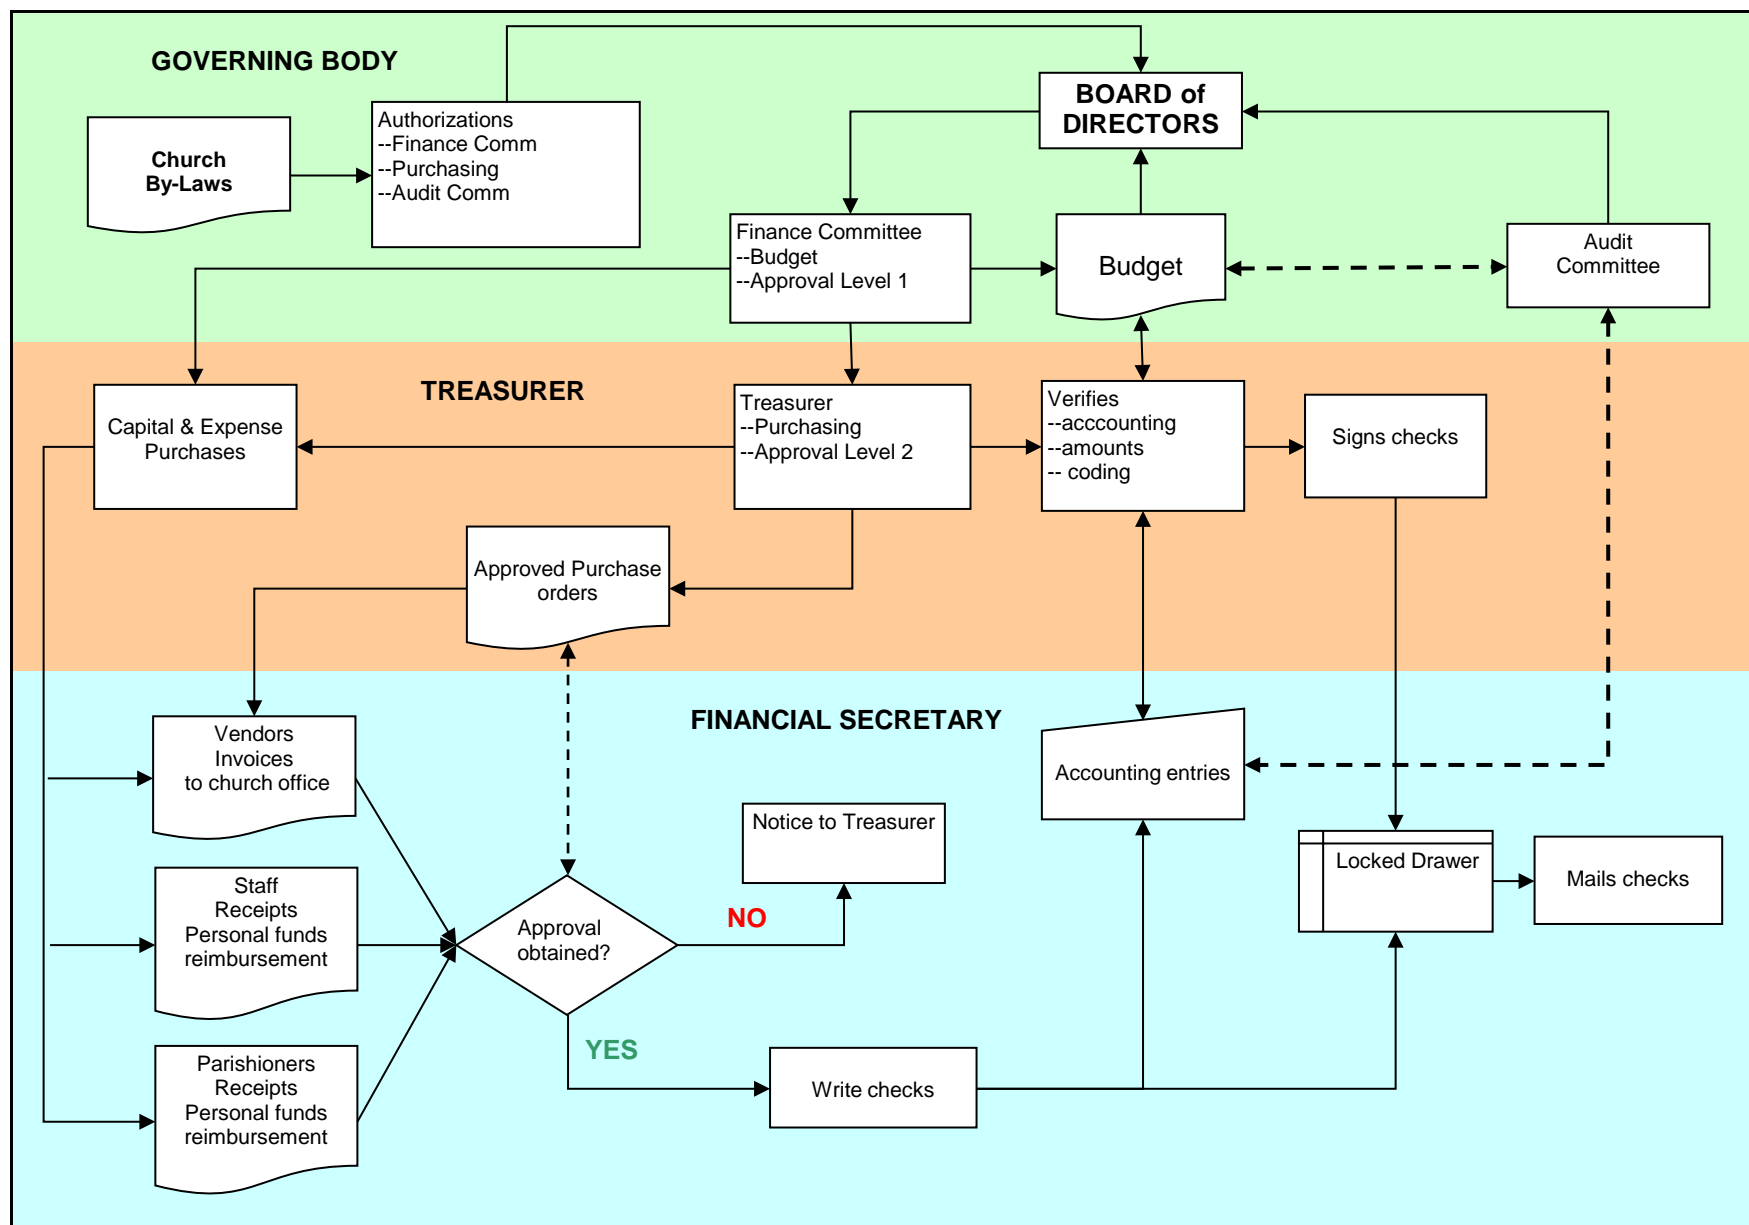 GOVERNING BODY
BOARD of
DIRECTORS
Church
By-Laws
Authorizations
--Finance Comm
--Purchasing
--Audit Comm
Finance Committee
--Budget
--Approval Level 1
Budget
Audit
Committee
TREASURER
Capital & Expense
Purchases
Treasurer
--Purchasing
--Approval Level 2
Verifies
--acccounting
--amounts
-- coding
Signs checks
Approved Purchase
orders
FINANCIAL SECRETARY
Vendors
Invoices
to church office
Accounting entries
Notice to Treasurer
Locked Drawer
Mails checks
Staff
Receipts
Personal funds
reimbursement
Approval
obtained?
NO
YES
Parishioners
Receipts
Personal funds
reimbursement
Write checks